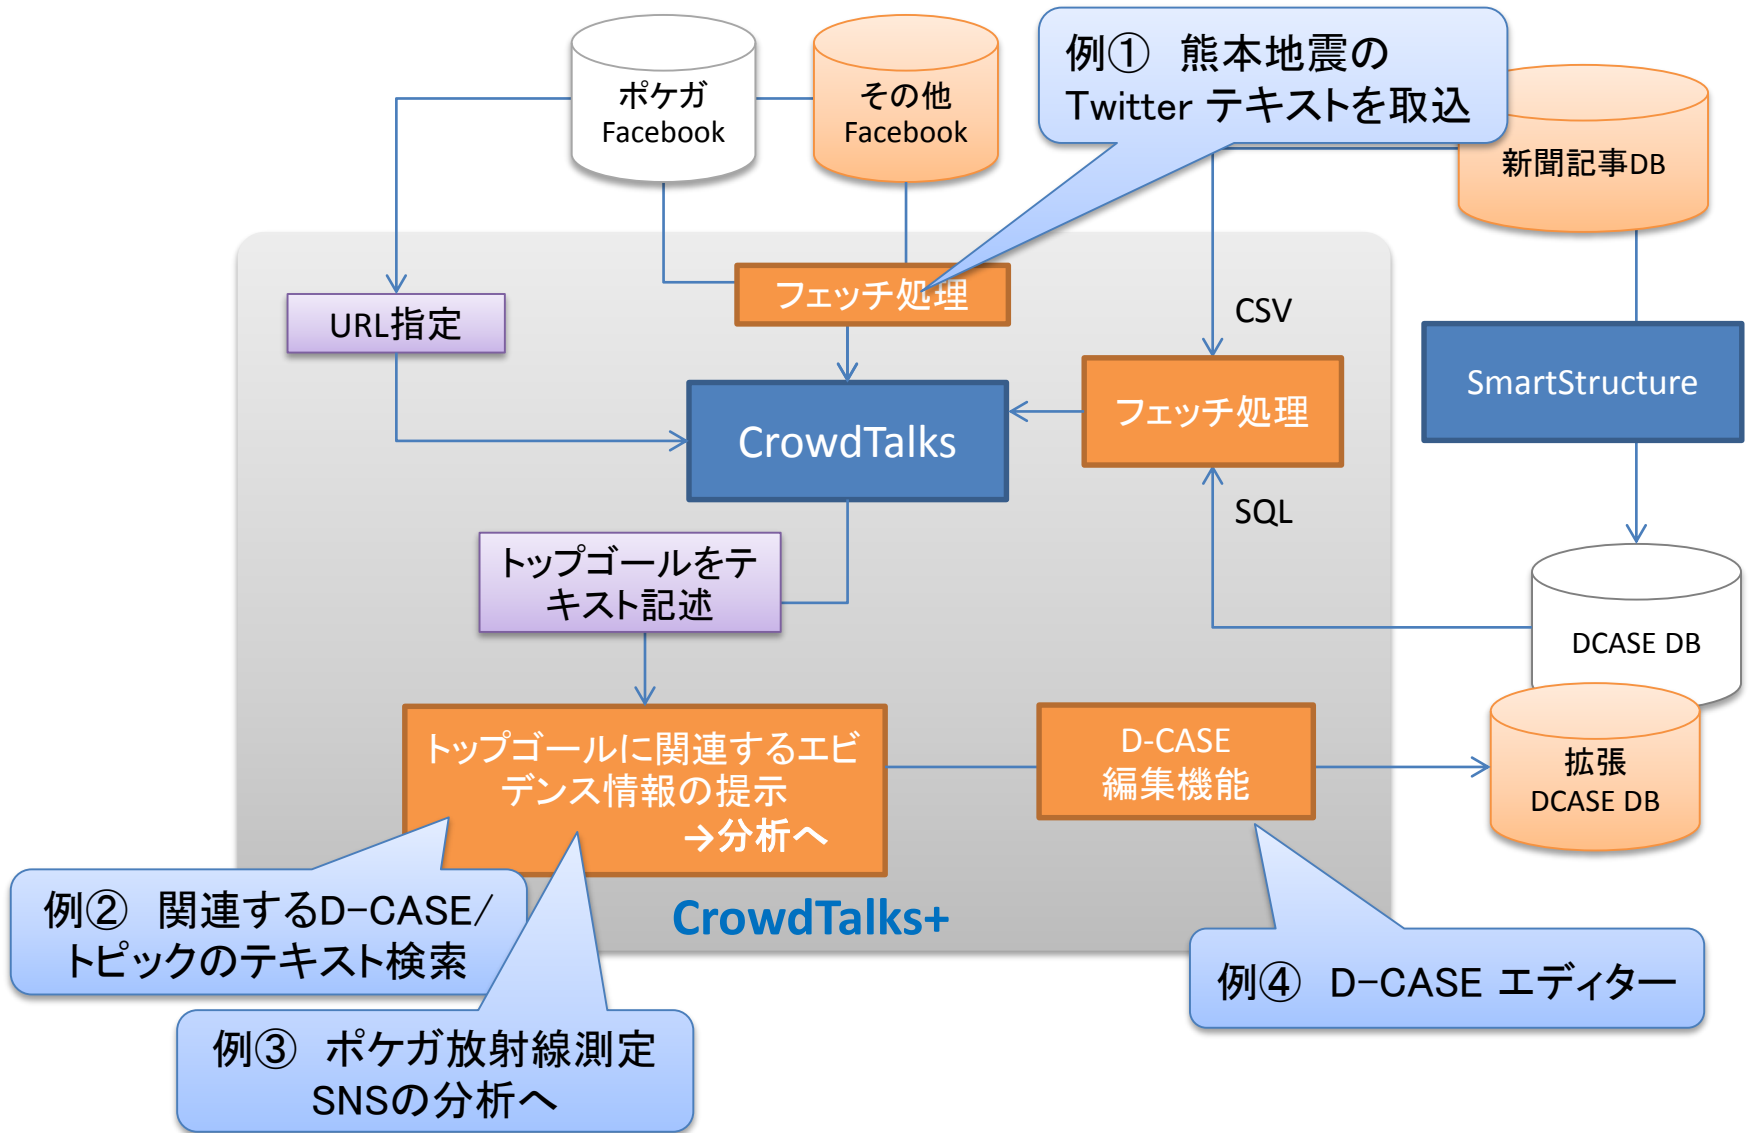 ポケガ
Facebook
その他
Facebook
例①　熊本地震の
Twitter テキストを取込
新聞記事DB
フェッチ処理
URL指定
CSV
SmartStructure
フェッチ処理
CrowdTalks
SQL
トップゴールをテ
キスト記述
DCASE DB
トップゴールに関連するエビ
デンス情報の提示
→分析へ
D-CASE
編集機能
拡張
DCASE DB
例②　関連するD-CASE/
トピックのテキスト検索
CrowdTalks+
例④　D-CASE エディター
例③　ポケガ放射線測定
SNSの分析へ